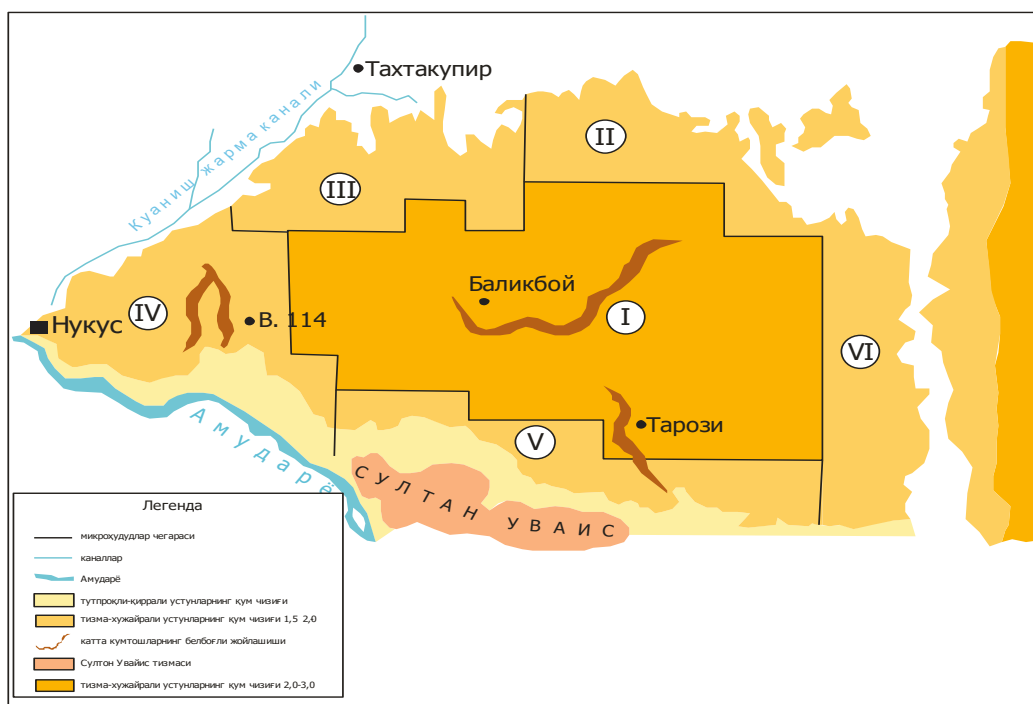 Тахтакупир
Куаниш жарма канали
II
III
Баликбой
IV
I
Нукус
В. 114
VI
Амударё
Тарози
V
СУЛТАН УВАИС
Легенда
микроҳудудлар чегараси
каналлар
Амударё
тутпроқли-қиррали устунларнинг қум чизиғи
тизма-хужайрали устунларнинг қум чизиғи 1,5 2,0
катта кумтошларнинг белбоғли жойлашиши
Султон Увайс тизмаси
тизма-хужайрали устунларнинг қум чизиғи 2,0-3,0